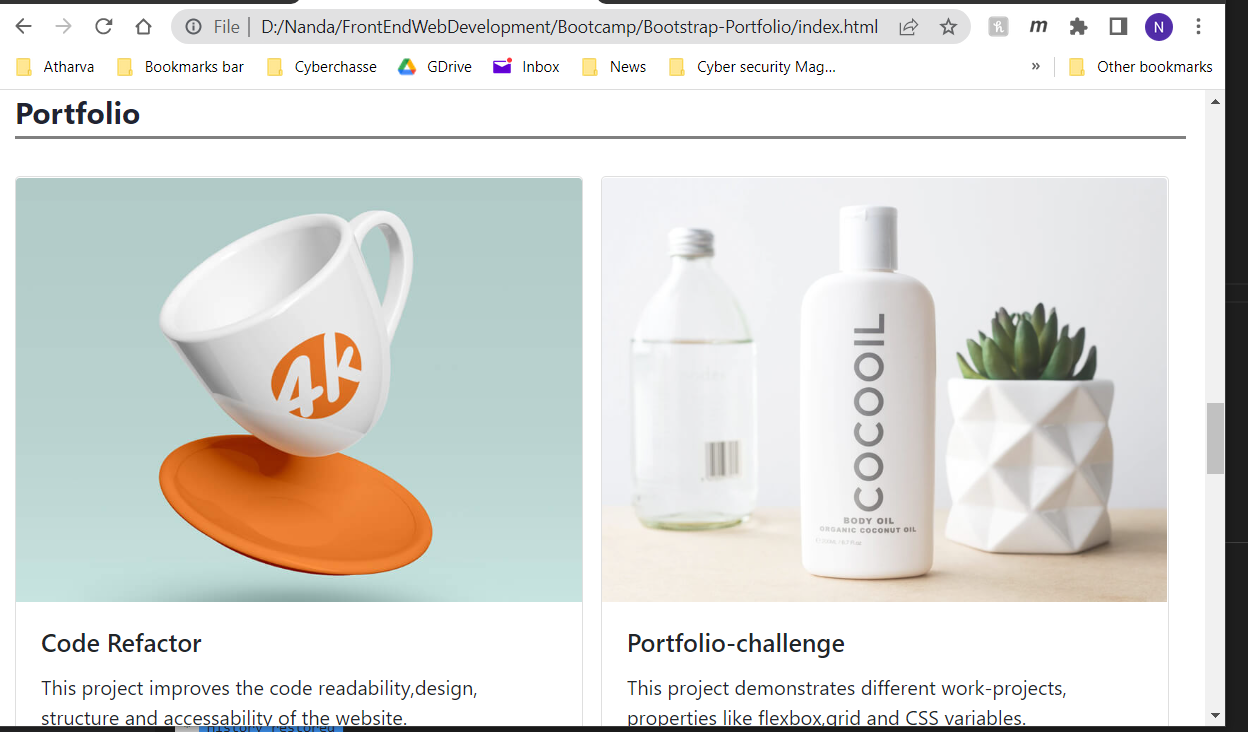 File | D:/Nanda/FrontEndWebDevelopment/Bootcamp/Bootstrap-Portfolio/index.html
m
N
Atharva
Bookmarks bar
Cyberchasse
GDrive
Inbox
News
Cyber security Mag...
»
Other bookmarks
Portfolio
4k
COCOOIL
BODY OIL
ORGANIC COCONUT OIL
Code Refactor
This project improves the code readability,design,
structure and accessability of the website.
Portfolio-challenge
This project demonstrates different work-projects,
properties like flexbox,grid and CSS variables.
history restored